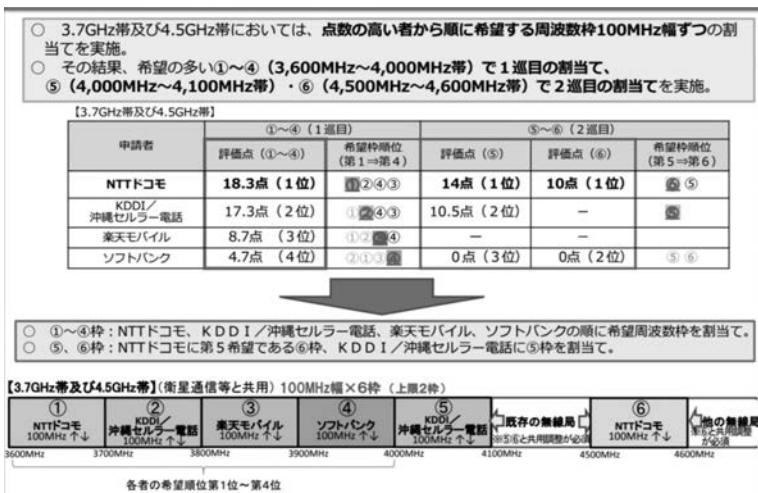 ○ 3.7GHz帯及び4.5GHz帯においては、点数の高い者から順に希望する周波数枠100MHz幅ずつの割
当てを実施。
○ その結果、希望の多い①～④（3,600MHz～4,000MHz帯）で１巡目の割当て、
⑤（4,000MHz～4,100MHz帯）・⑥（4,500MHz～4,600MHz帯）で２巡目の割当てを実施。
【3.7GHz帯及び4.5GHz帯】
申請者 ①～④（１巡目） ⑤～⑥（２巡目）
評価点（①～④） 希望枠順位（第１⇒第４） 評価点（⑤） 評価点（⑥） 希望枠順位（第５⇒第６）
NTTドコモ 18.3点（１位） ①②④③ 14点（１位） 10点（１位） ⑥ ⑤
KDDI／沖縄セルラー電話 17.3点（２位） ①②④③ 10.5点（２位） － ⑤
楽天モバイル 8.7点（３位） ①②③④ － －
ソフトバンク 4.7点（４位） ②①③④ 0点（３位） 0点（２位） ⑤ ⑥
○ ①～④枠：NTTドコモ、ＫＤＤＩ／沖縄セルラー電話、楽天モバイル、ソフトバンクの順に希望周波数枠を割当て。
○ ⑤、⑥枠：NTTドコモに第５希望である⑥枠、ＫＤＤＩ／沖縄セルラー電話に⑤枠を割当て。
【3.7GHz帯及び4.5GHz帯】(衛星通信等と共用) 100MHz幅×６枠（上限２枠）
① ② ③ ④ ⑤ ⑥
NTTドコモ 100MHz ↑↓
KDDI／沖縄セルラー電話 100MHz ↑↓
楽天モバイル 100MHz ↑↓
ソフトバンク 100MHz ↑↓
KDDI／沖縄セルラー電話 100MHz ↑↓
既存の無線局
※⑤⑥と共用調整が必須
NTTドコモ 100MHz ↑↓
他の無線局
※⑥と共用調整が必須
3600MHz 3700MHz 3800MHz 3900MHz 4000MHz 4100MHz 4500MHz 4600MHz
各者の希望順位第１位～第４位